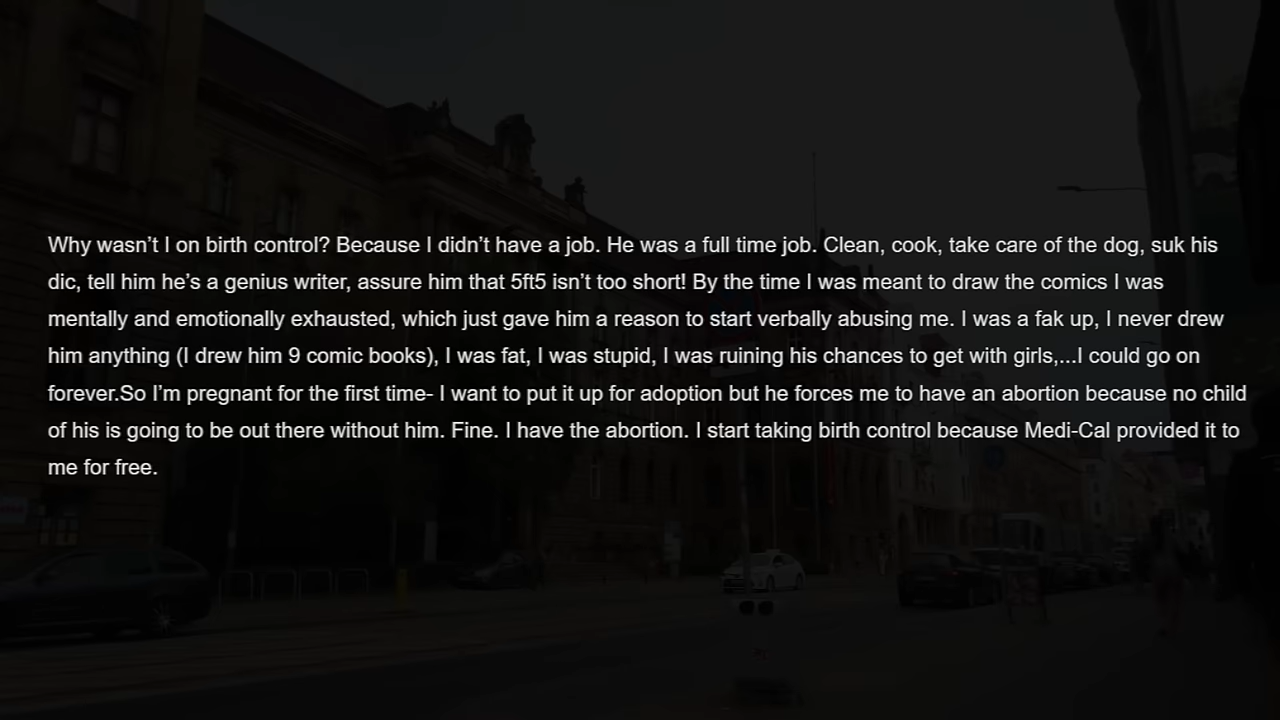 Why wasn’t I on birth control? Because I didn’t have a job. He was a full time job. Clean, cook, take care of the dog, suk his
dic, tell him he’s a genius writer, assure him that 5ft5 isn’t too short! By the time I was meant to draw the comics I was
mentally and emotionally exhausted, which just gave him a reason to start verbally abusing me. I was a fak up, I never drew
him anything (I drew him 9 comic books), I was fat, I was stupid, I was ruining his chances to get with girls,...I could go on
forever.So I’m pregnant for the first time- I want to put it up for adoption but he forces me to have an abortion because no child
of his is going to be out there without him. Fine. I have the abortion. I start taking birth control because Medi-Cal provided it to
me for free.